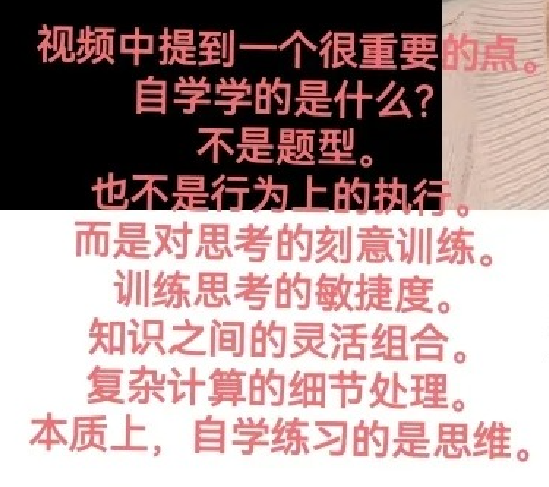 视频中提到一个很重要的点。
自学学的是什么?
不是题型。
也不是行为上的执行。
而是对思考的刻意训练。
训练思考的敏捷度。
知识之间的灵活组合。
复杂计算的细节处理。
本质上，自学练习的是思维。